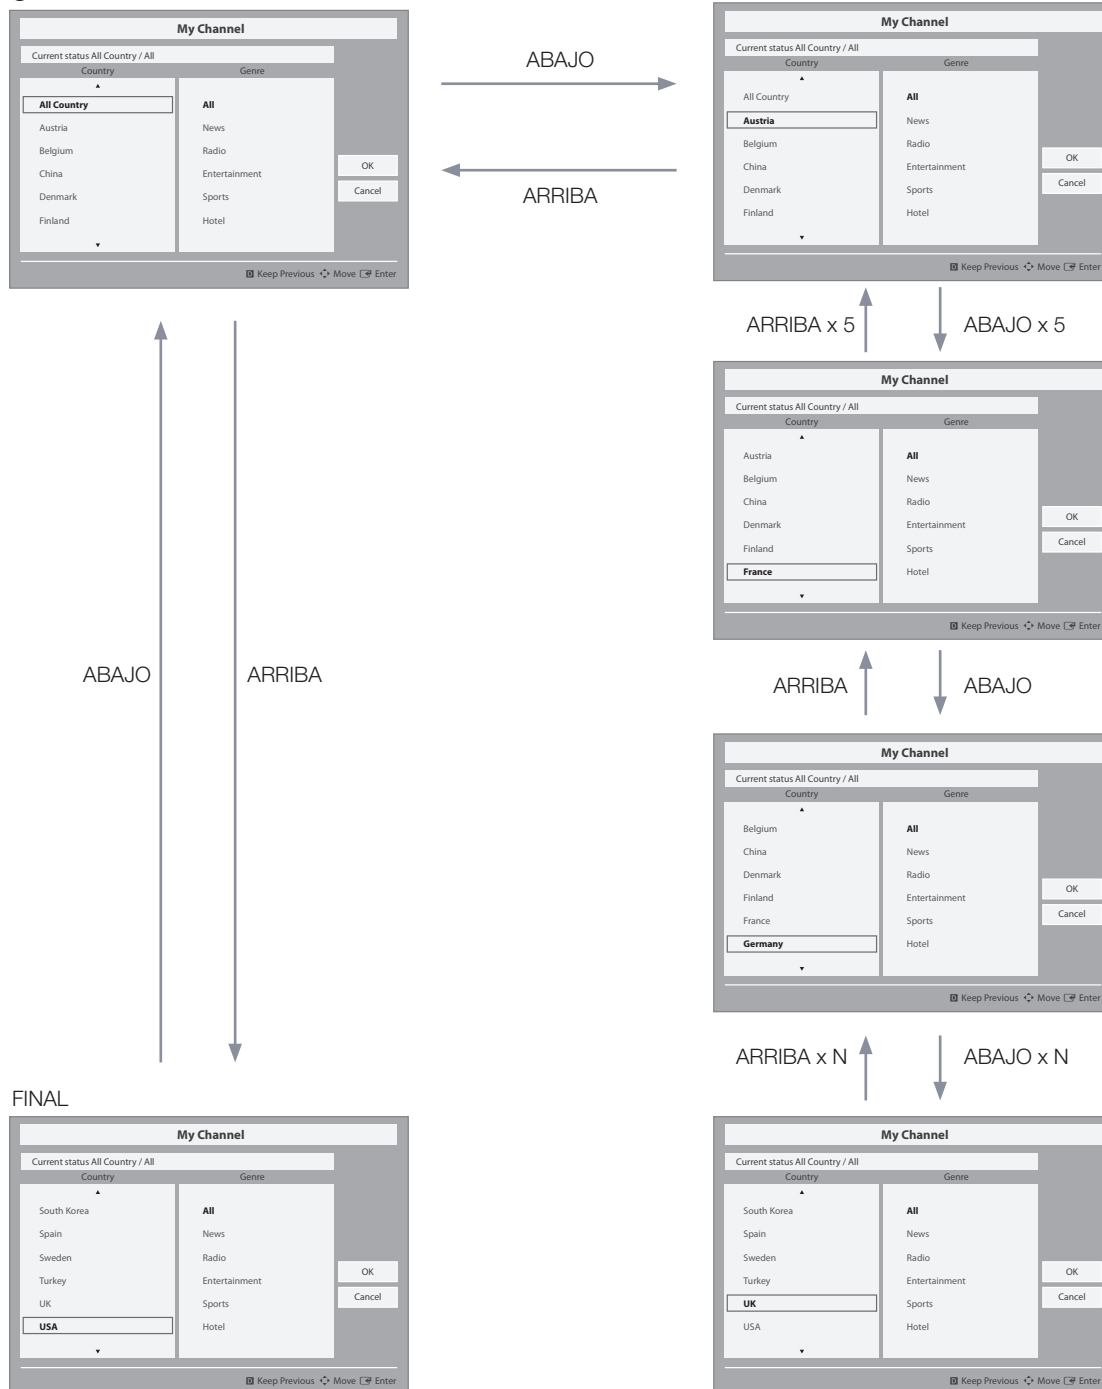 My Channel
Current status All Country / All
Country Genre
All Country All
Austria News
Belgium Radio
China Entertainment
Denmark Sports
Finland Hotel
OK
Cancel
D Keep Previous Move Enter
ABAJO
ARRIBA
My Channel
Current status All Country / All
Country Genre
All Country All
Austria News
Belgium Radio
China Entertainment
Denmark Sports
Finland Hotel
OK
Cancel
D Keep Previous Move Enter
ARRIBA x 5
ABAJO x 5
My Channel
Current status All Country / All
Country Genre
Austria All
Belgium News
China Radio
Denmark Entertainment
Finland Sports
France Hotel
OK
Cancel
D Keep Previous Move Enter
ABAJO
ARRIBA
ARRIBA
ABAJO
My Channel
Current status All Country / All
Country Genre
Belgium All
China News
Denmark Radio
Finland Entertainment
France Sports
Germany Hotel
OK
Cancel
D Keep Previous Move Enter
ARRIBA x N
ABAJO x N
FINAL
My Channel
Current status All Country / All
Country Genre
South Korea All
Spain News
Sweden Radio
Turkey Entertainment
UK Sports
USA Hotel
OK
Cancel
D Keep Previous Move Enter
My Channel
Current status All Country / All
Country Genre
South Korea All
Spain News
Sweden Radio
Turkey Entertainment
UK Sports
USA Hotel
OK
Cancel
D Keep Previous Move Enter